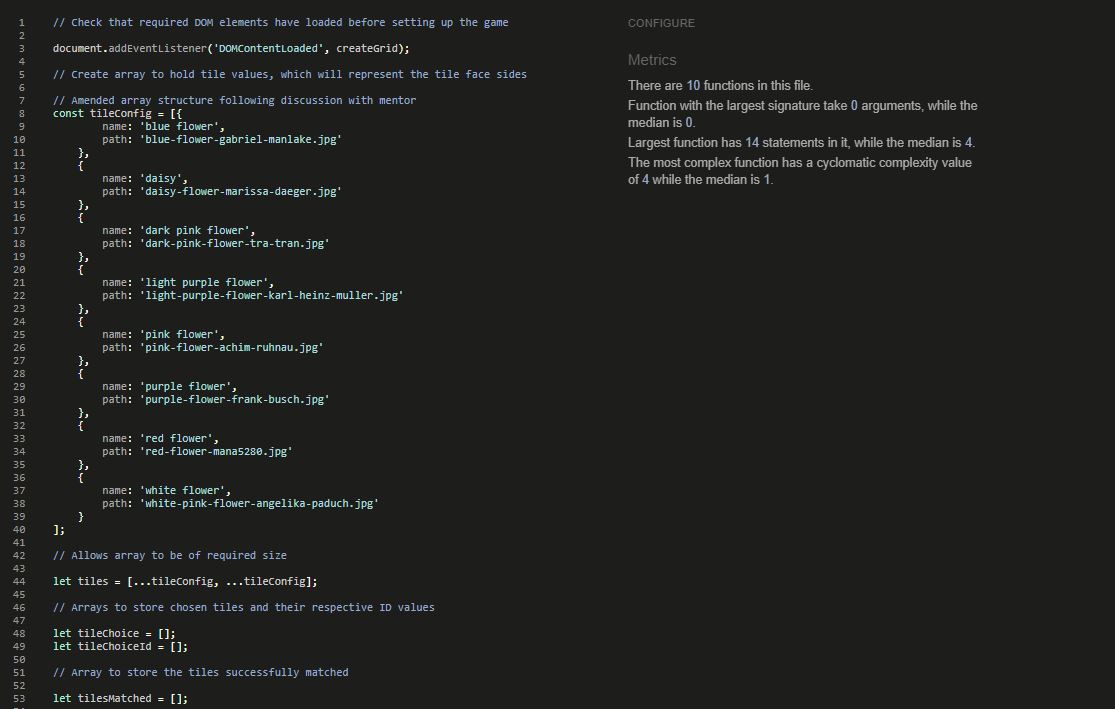 1 // Check that required DOM elements have loaded before setting up the game
2
3 document.addEventListener('DOMContentLoaded', createGrid);
4
5 // Create array to hold tile values, which will represent the tile face sides
6
7 // Amended array structure following discussion with mentor
8 const tileConfig = [{
9 name: 'blue flower',
10 path: 'blue-flower-gabriel-manlake.jpg'
11 },
12 {
13 name: 'daisy',
14 path: 'daisy-flower-marissa-daeger.jpg'
15 },
16 {
17 name: 'dark pink flower',
18 path: 'dark-pink-flower-tra-tran.jpg'
19 },
20 {
21 name: 'light purple flower',
22 path: 'light-purple-flower-karl-heinz-muller.jpg'
23 },
24 {
25 name: 'pink flower',
26 path: 'pink-flower-achim-ruhnau.jpg'
27 },
28 {
29 name: 'purple flower',
30 path: 'purple-flower-frank-busch.jpg'
31 },
32 {
33 name: 'red flower',
34 path: 'red-flower-mana5280.jpg'
35 },
36 {
37 name: 'white flower',
38 path: 'white-pink-flower-angelika-paduch.jpg'
39 }
40 ];
41
42 // Allows array to be of required size
43
44 let tiles = [...tileConfig, ...tileConfig];
45
46 // Arrays to store chosen tiles and their respective ID values
47
48 let tileChoice = [];
49 let tileChoiceId = [];
50
51 // Array to store the tiles successfully matched
52
53 let tilesMatched = [];
CONFIGURE
Metrics
There are 10 functions in this file.
Function with the largest signature take 0 arguments, while the
median is 0.
Largest function has 14 statements in it, while the median is 4.
The most complex function has a cyclomatic complexity value
of 4 while the median is 1.